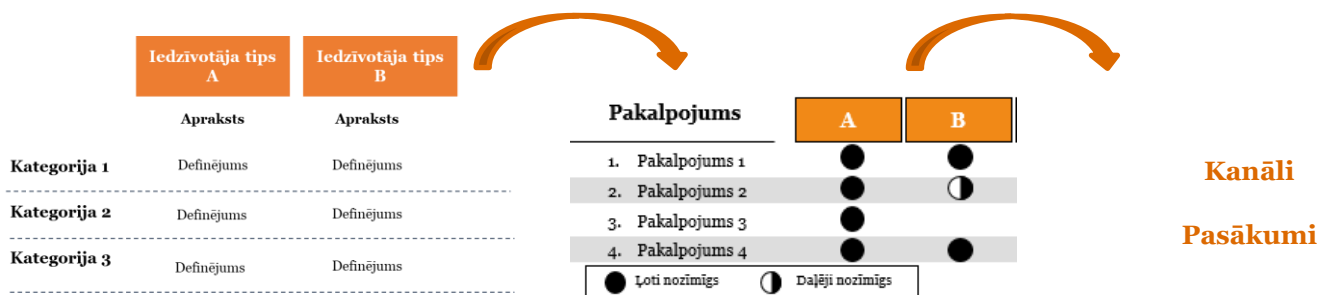 Iedzīvotāja tips
A
Iedzīvotāja tips
B
Apraksts
Apraksts
Kategorija 1
Definējums
Definējums
Kategorija 2
Definējums
Definējums
Kategorija 3
Definējums
Definējums
Pakalpojums
A
B
1. Pakalpojums 1
2. Pakalpojums 2
3. Pakalpojums 3
4. Pakalpojums 4
Ļoti nozīmīgs
Daļēji nozīmīgs
Kanāli
Pasākumi